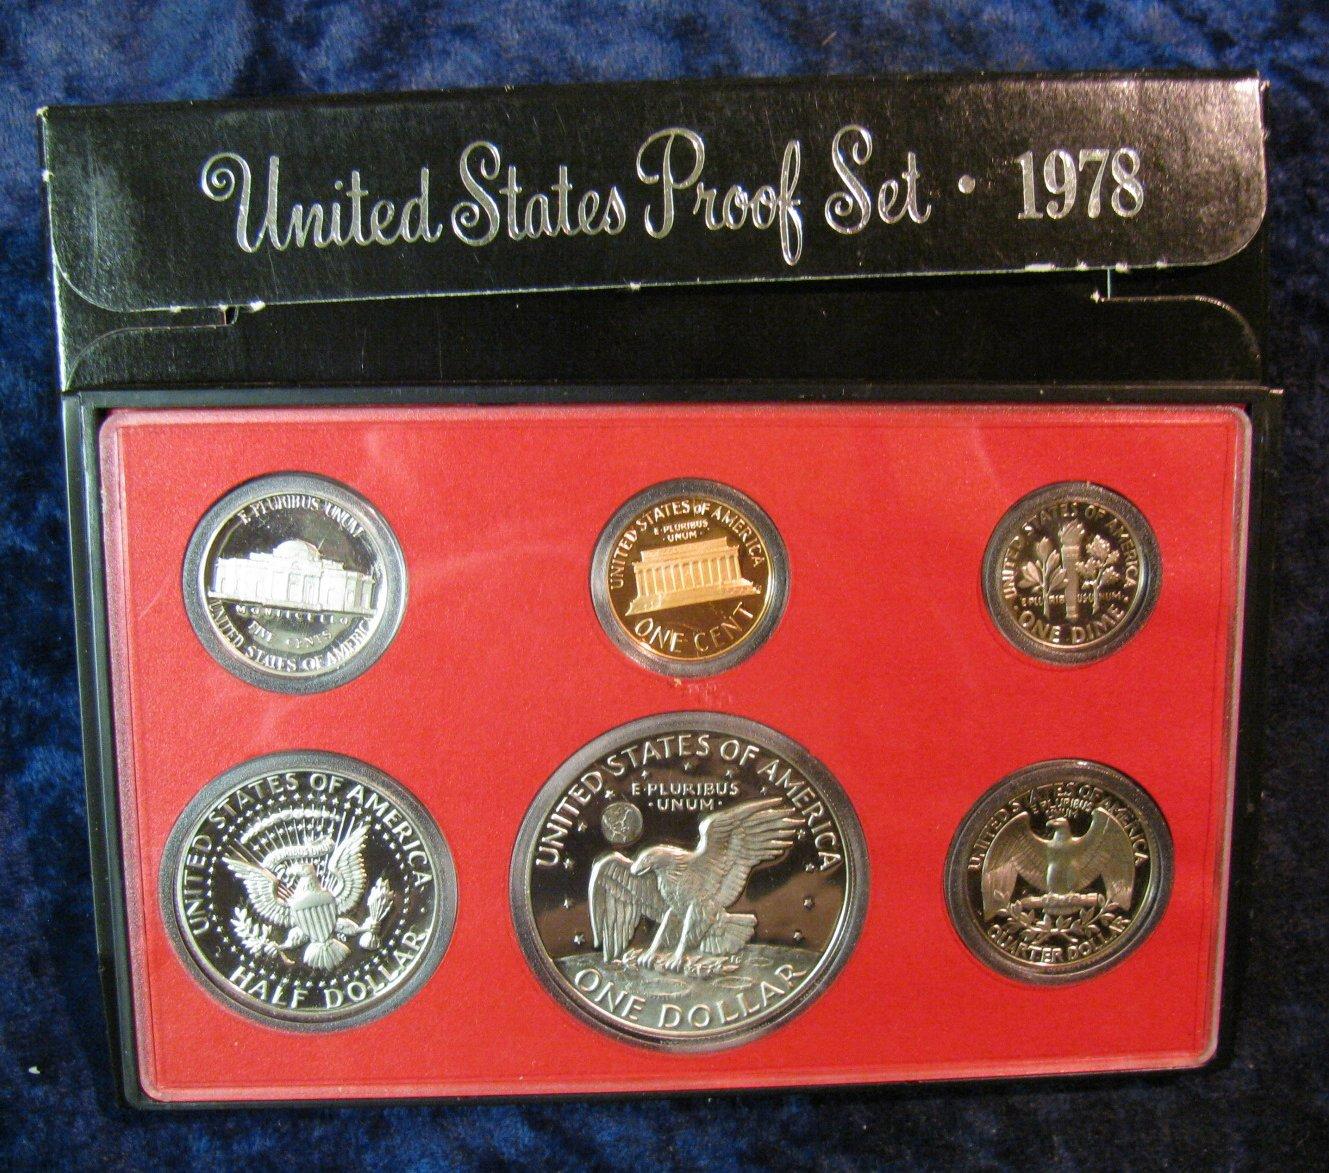 United States Proof Set · 1978
E·PLURIBUS·UNUM
MONTICELLO
FIVE CENTS
UNITED STATES OF AMERICA
UNITED STATES OF AMERICA
E·PLURIBUS
·UNUM·
ONE CENT
UNITED STATES OF AMERICA
E PLURIBUS UNUM
·ONE DIME·
UNITED STATES OF AMERICA
·HALF DOLLAR·
UNITED STATES OF AMERICA
E·PLURIBUS
·UNUM·
ONE DOLLAR
UNITED STATES OF AMERICA
E PLURIBUS
UNUM
QUARTER DOLLAR